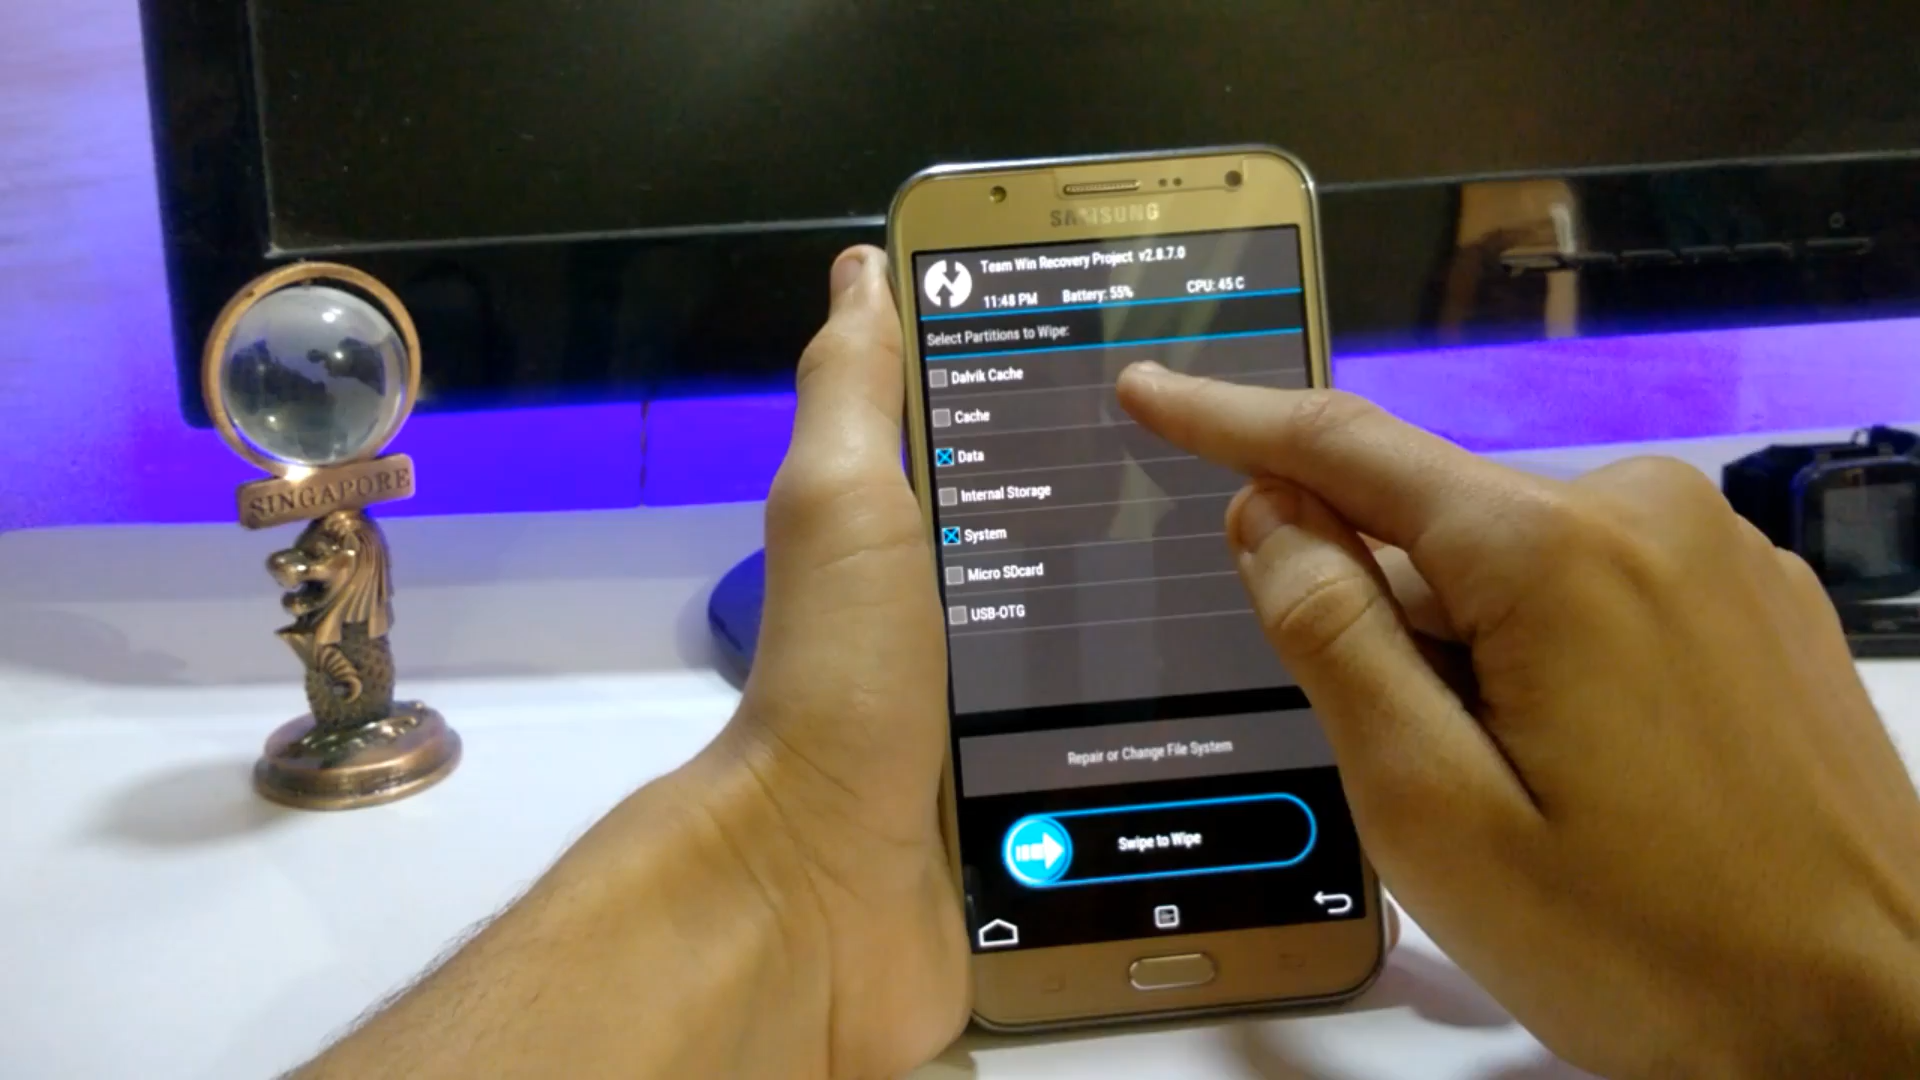 SINGAPORE
SAMSUNG
Team Win Recovery Project v2.8.7.0
11:48 PM Battery: 55% CPU: 45 C
Select Partitions to Wipe:
Dalvik Cache
Cache
Data
Internal Storage
System
Micro SDcard
USB-OTG
Repair or Change File System
Swipe to Wipe